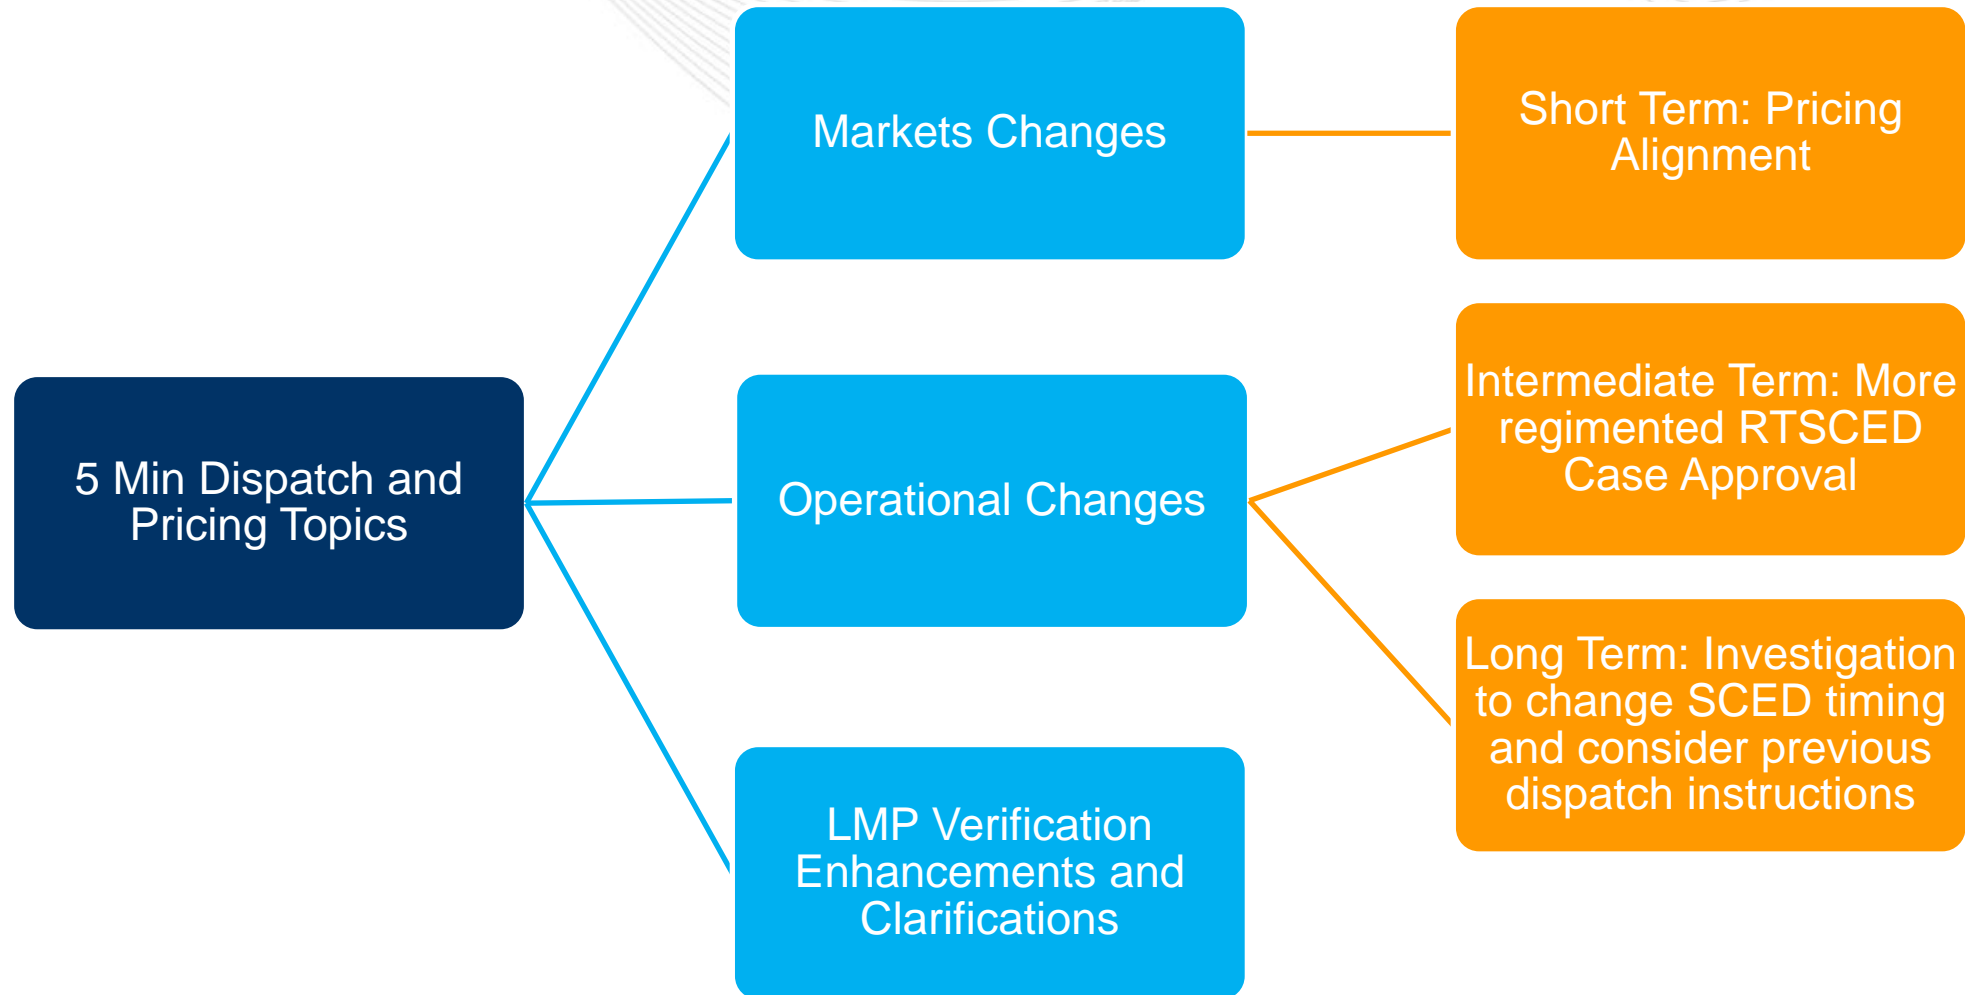 5 Min Dispatch and
Pricing Topics
Markets Changes
Short Term: Pricing
Alignment
Operational Changes
Intermediate Term: More
regimented RTSCED
Case Approval
Long Term: Investigation
to change SCED timing
and consider previous
dispatch instructions
LMP Verification
Enhancements and
Clarifications